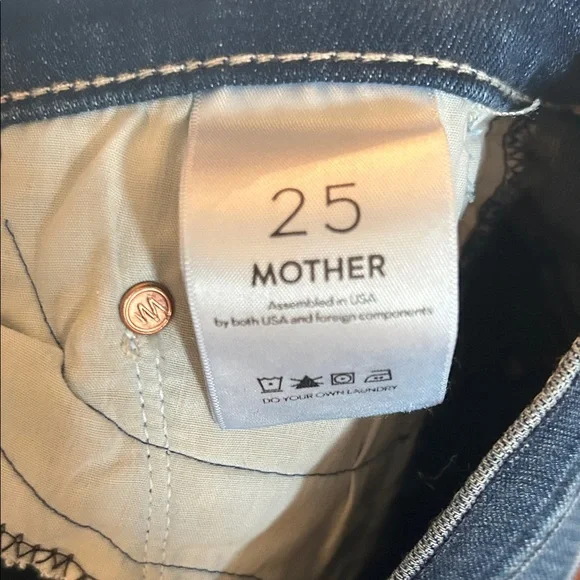 25
MOTHER
Assembled in USA
by both USA and foreign components
DO YOUR OWN LAUNDRY